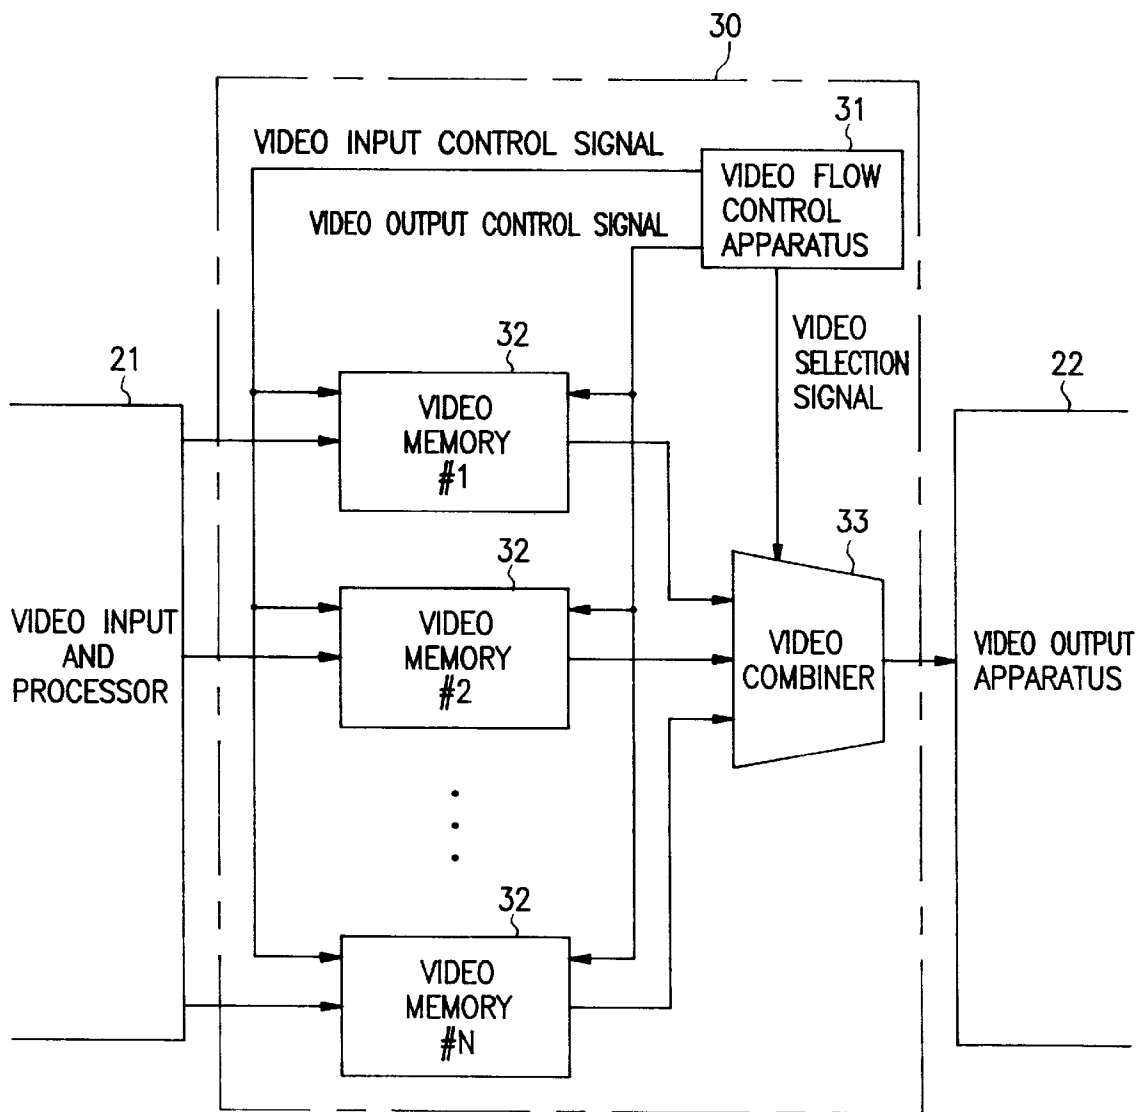 30
31
VIDEO INPUT CONTROL SIGNAL
VIDEO FLOW
CONTROL
APPARATUS
VIDEO OUTPUT CONTROL SIGNAL
VIDEO
SELECTION
SIGNAL
21
32
22
VIDEO
MEMORY
#1
32
33
VIDEO INPUT
AND
PROCESSOR
VIDEO
MEMORY
#2
VIDEO
COMBINER
VIDEO OUTPUT
APPARATUS
32
VIDEO
MEMORY
#N